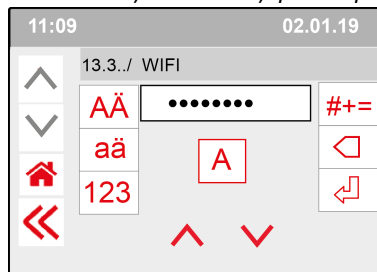 11:09 02.01.19
13.3../ WIFI
AÄ •••••••• #+=
aä A
123